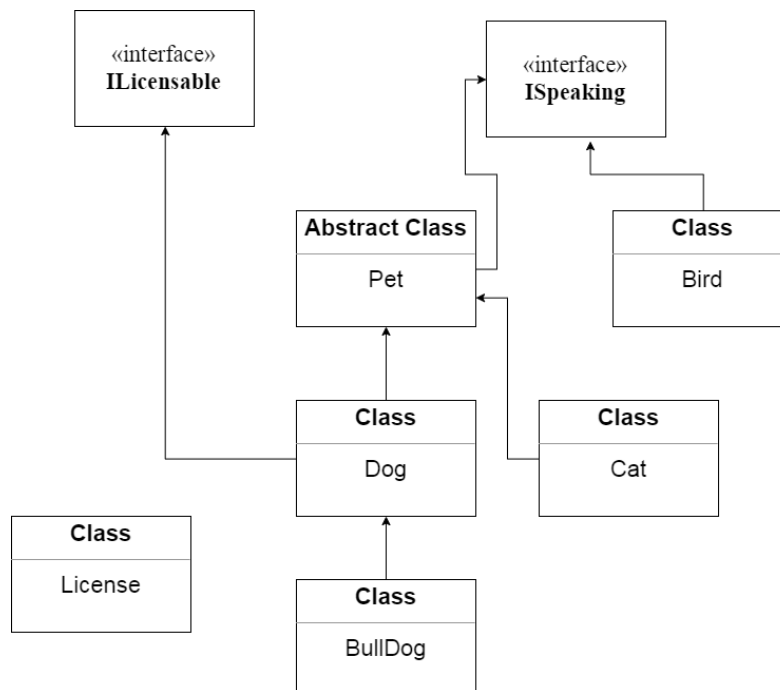 «interface»
ILicensable
«interface»
ISpeaking
Abstract Class
Pet
Class
Bird
Class
Dog
Class
Cat
Class
License
Class
BullDog